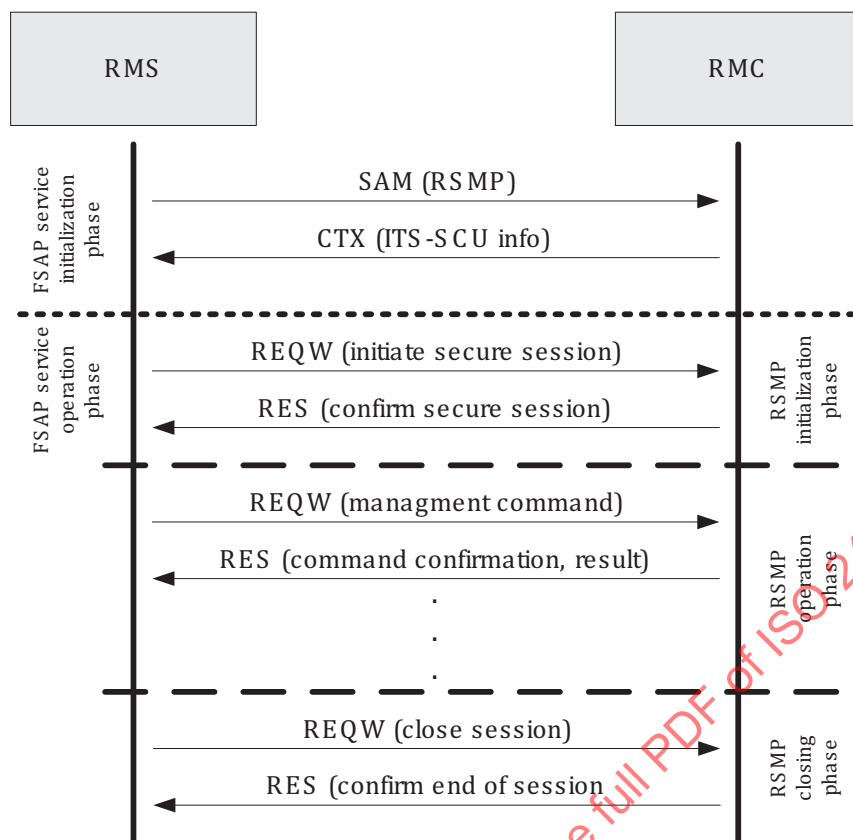 RMS
RMC
FSAP service
initialization
phase
SAM (RSMP)
CTX (ITS-SCU info)
FSAP service
operation
phase
REQW (initiate secure session)
RES (confirm secure session)
RSMP
initialization
phase
REQW (managment command)
RES (command confirmation, result)
.
.
.
RSMP
operation
phase
REQW (close session)
RES (confirm end of session
RSMP
closing
phase
full PDF of ISO